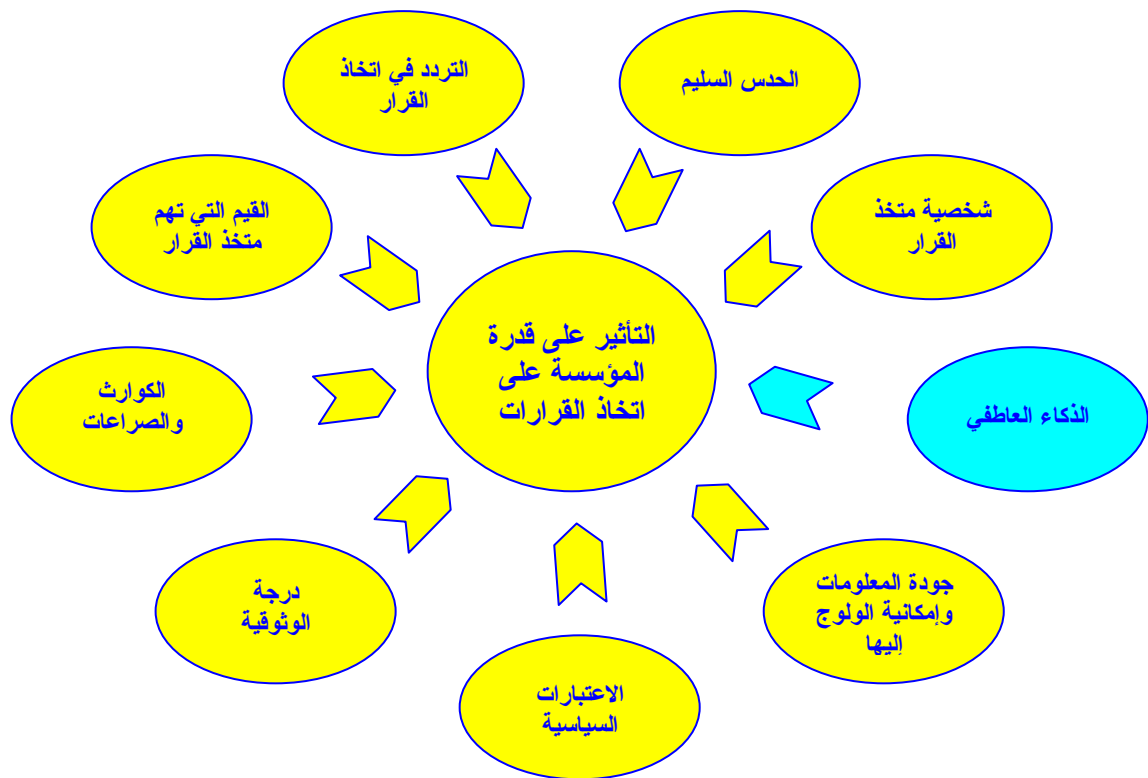 التردد في اتخاذ
القرار
الحدس السليم
القيم التي تهم
متخذ القرار
شخصية متخذ
القرار
التأثير على قدرة
المؤسسة على
اتخاذ القرارات
الكوارث
والصراعات
الذكاء العاطفي
درجة
الوثوقية
جودة المعلومات
وإمكانية الولوج
إليها
الاعتبارات
السياسية